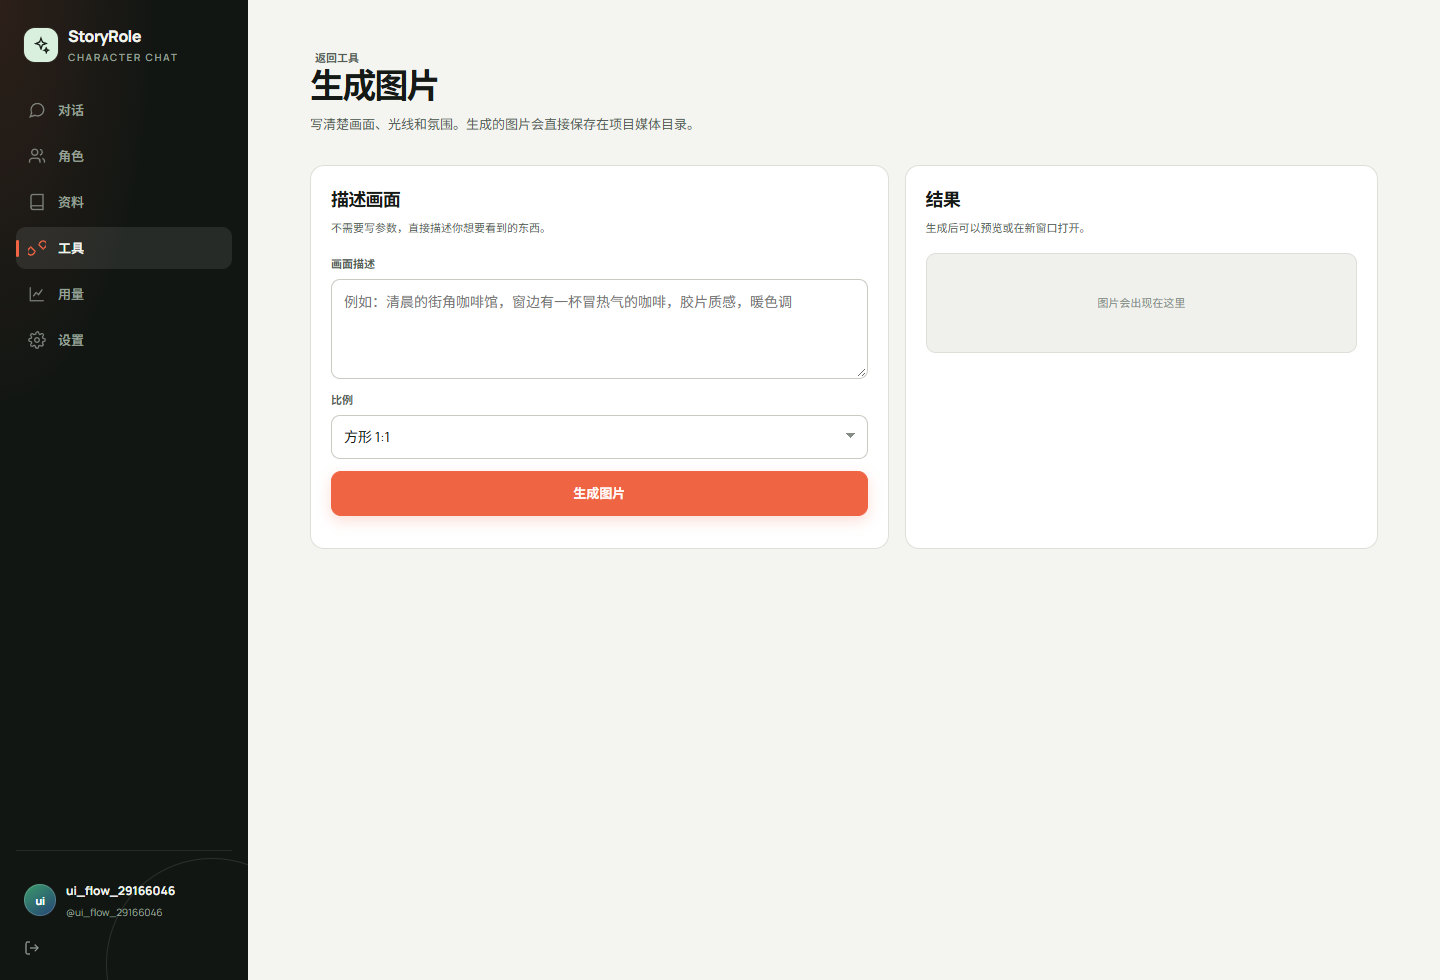 StoryRole
CHARACTER CHAT
对话
角色
资料
工具
用量
设置
ui
ui_flow_29166046
@ui_flow_29166046
返回工具
生成图片
写清楚画面、光线和氛围。生成的图片会直接保存在项目媒体目录。
描述画面
不需要写参数，直接描述你想要看到的东西。
画面描述
例如：清晨的街角咖啡馆，窗边有一杯冒热气的咖啡，胶片质感，暖色调
比例
方形 1:1
生成图片
结果
生成后可以预览或在新窗口打开。
图片会出现在这里